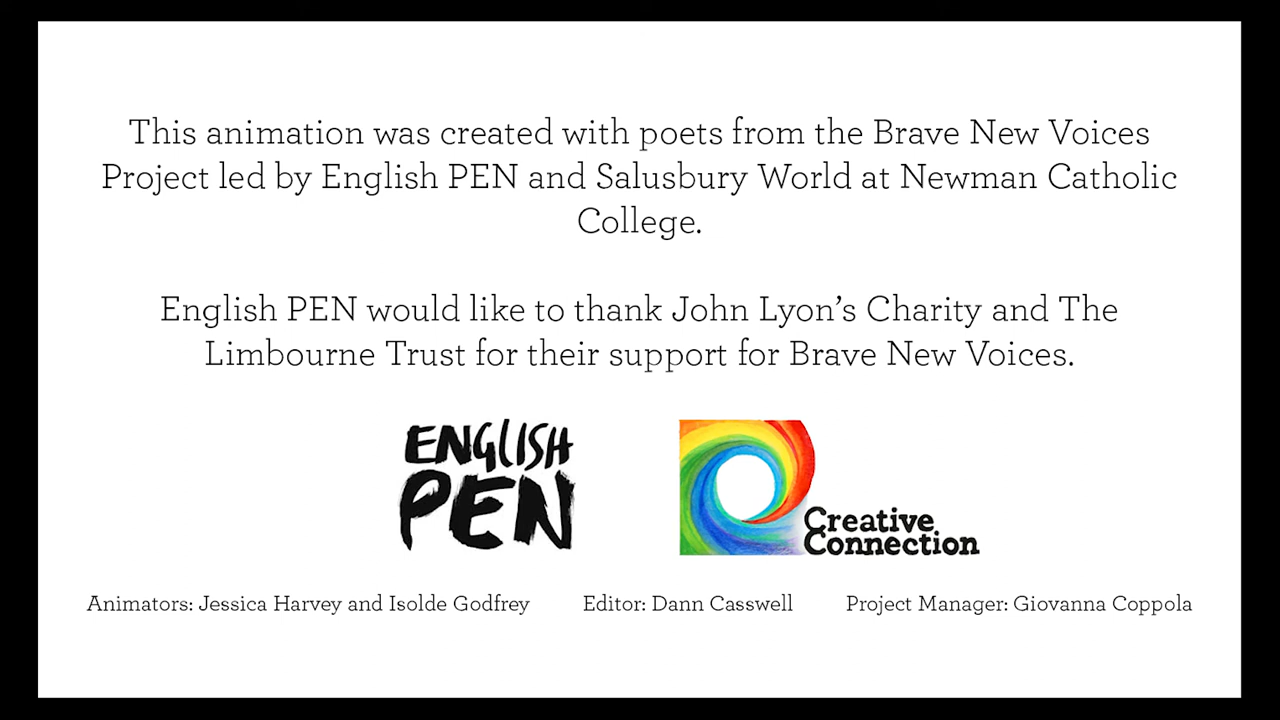 This animation was created with poets from the Brave New Voices
Project led by English PEN and Salusbury World at Newman Catholic
College.
English PEN would like to thank John Lyon’s Charity and The
Limbourne Trust for their support for Brave New Voices.
ENGLISH
PEN
Creative
Connection
Animators: Jessica Harvey and Isolde Godfrey Editor: Dann Casswell Project Manager: Giovanna Coppola